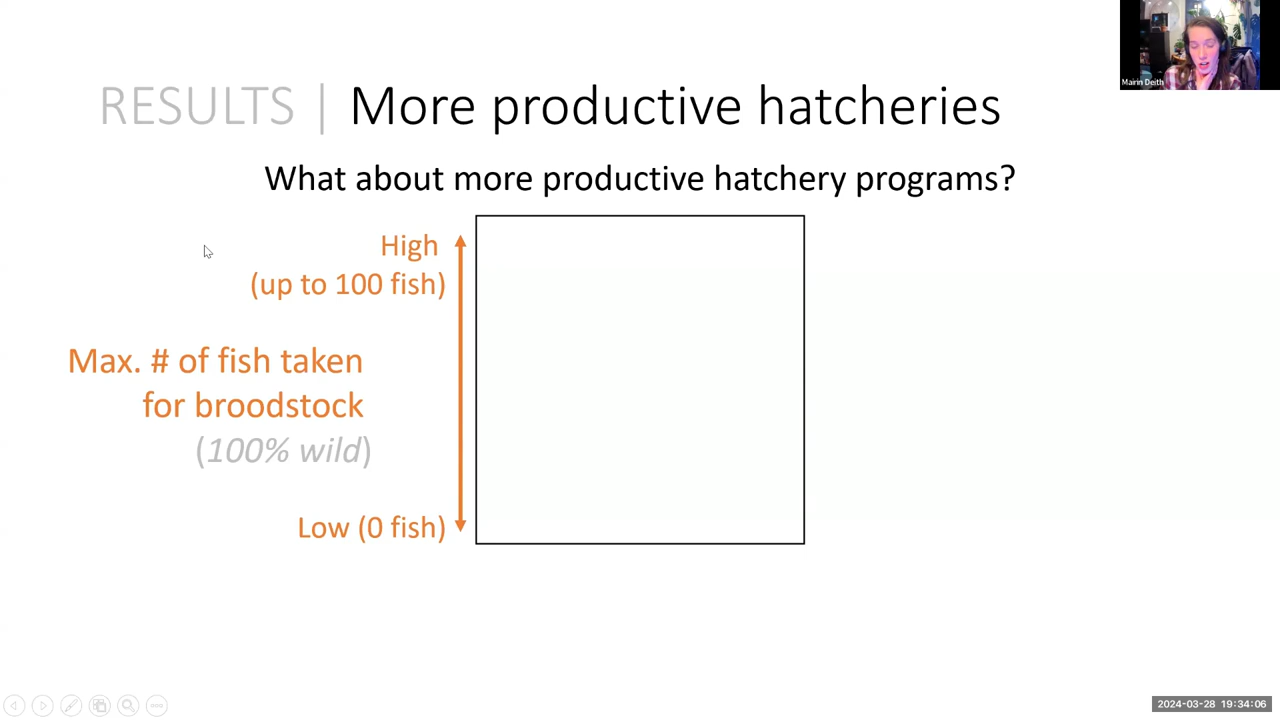 Mairin Deith
RESULTS | More productive hatcheries
What about more productive hatchery programs?
High
(up to 100 fish)
Max. # of fish taken
for broodstock
(100% wild)
Low (0 fish)
2024-03-28 19:34:06